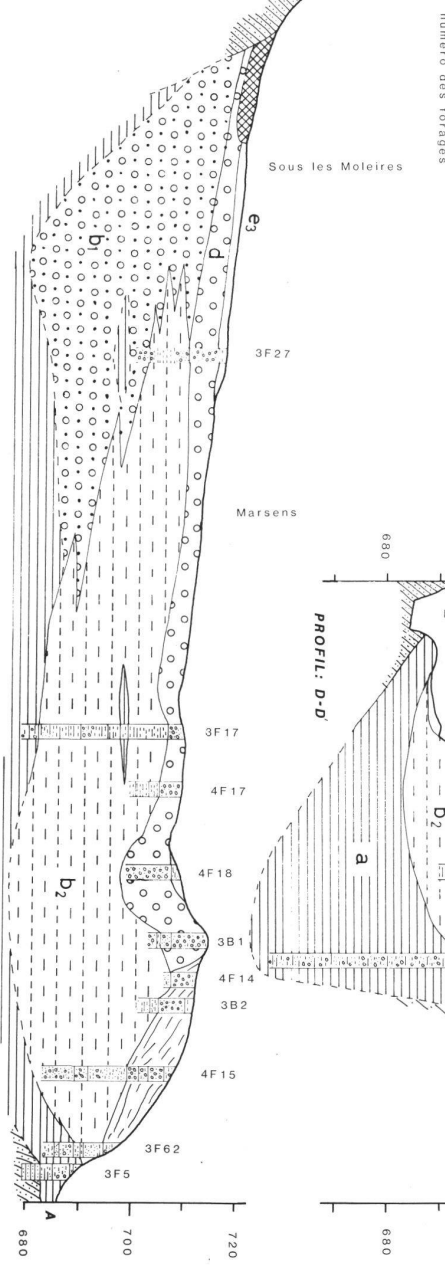 numéro des forages
Sous les Moleires
e3
d
b1
3F27
Marsens
680
PROFIL: D-D'
b2
a
3F17
4F17
4F18
b2
3B1
4F14
3B2
4F15
3F62
3F5
A
680
700
720
680